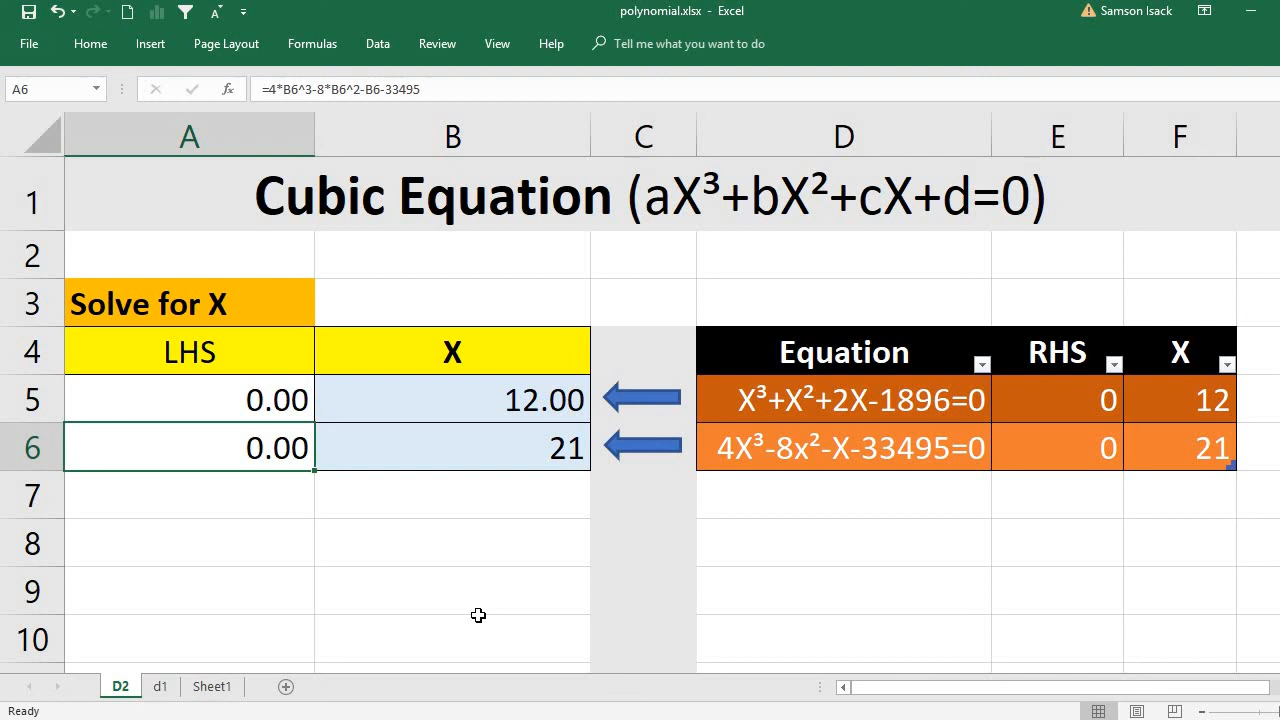 polynomial.xlsx - Excel
Samson Isack
File Home Insert Page Layout Formulas Data Review View Help Tell me what you want to do
A6 fx =4*B6^3-8*B6^2-B6-33495
A B C D E F
1 Cubic Equation (aX³+bX²+cX+d=0)
2
3 Solve for X
4 LHS X Equation RHS X
5 0.00 12.00 X³+X²+2X-1896=0 0 12
6 0.00 21 4X³-8x²-X-33495=0 0 21
7
8
9
10
D2 d1 Sheet1
Ready